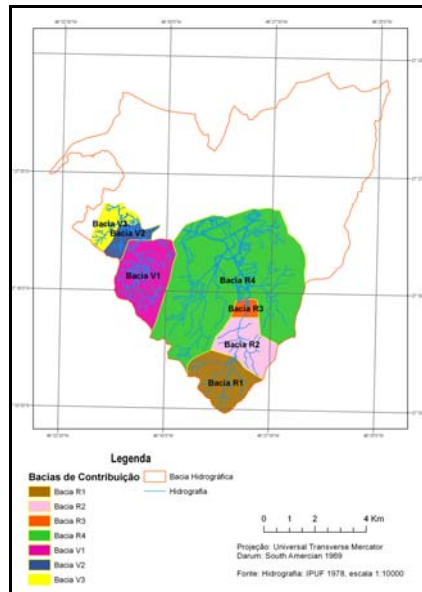 Bacia V3
Bacia V2
Bacia V1
Bacia R4
Bacia R3
Bacia R2
Bacia R1
Legenda
Bacias de Contribuição
Bacia Hidrográfica
Hidrografia
Bacia R1
Bacia R2
Bacia R3
Bacia R4
Bacia V1
Bacia V2
Bacia V3
0 1 2 4 Km
Projeção: Universal Transverse Mercator
Darum: South Amercian 1969
Fonte: Hidrografia: IPUF 1978, escala 1:10000